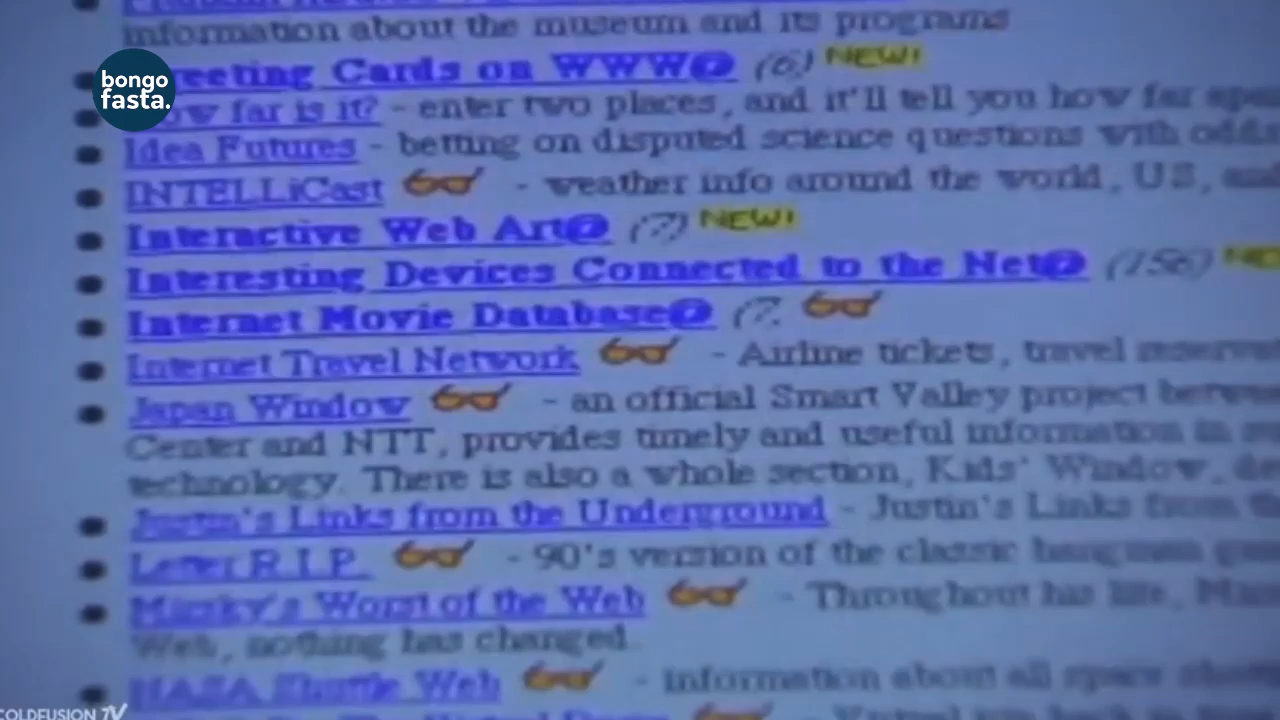 information about the museum and its programs
Greeting Cards on WWW@ (6) NEW!
bongo
fasta.
How far is it? - enter two places, and it'll tell you how far
Idea Futures - betting on disputed science questions with odds
INTELLiCast - weather info around the world, US, and
Interactive Web Art@ (7) NEW!
Interesting Devices Connected to the Net@ (156)
Internet Movie Database@ (7)
Internet Travel Network - Airline tickets, travel
Japan Window - an official Smart Valley project between
Center and NTT, provides timely and useful information in
technology. There is also a whole section, Kids' Window,
Justin's Links from the Underground - Justin's Links from
Letter R.I.P. - 90's version of the classic hangman
Mirsky's Worst of the Web - Throughout his life,
Web, nothing has changed.
NASA Shuttle Web - information about all space
COLDFUSION TV